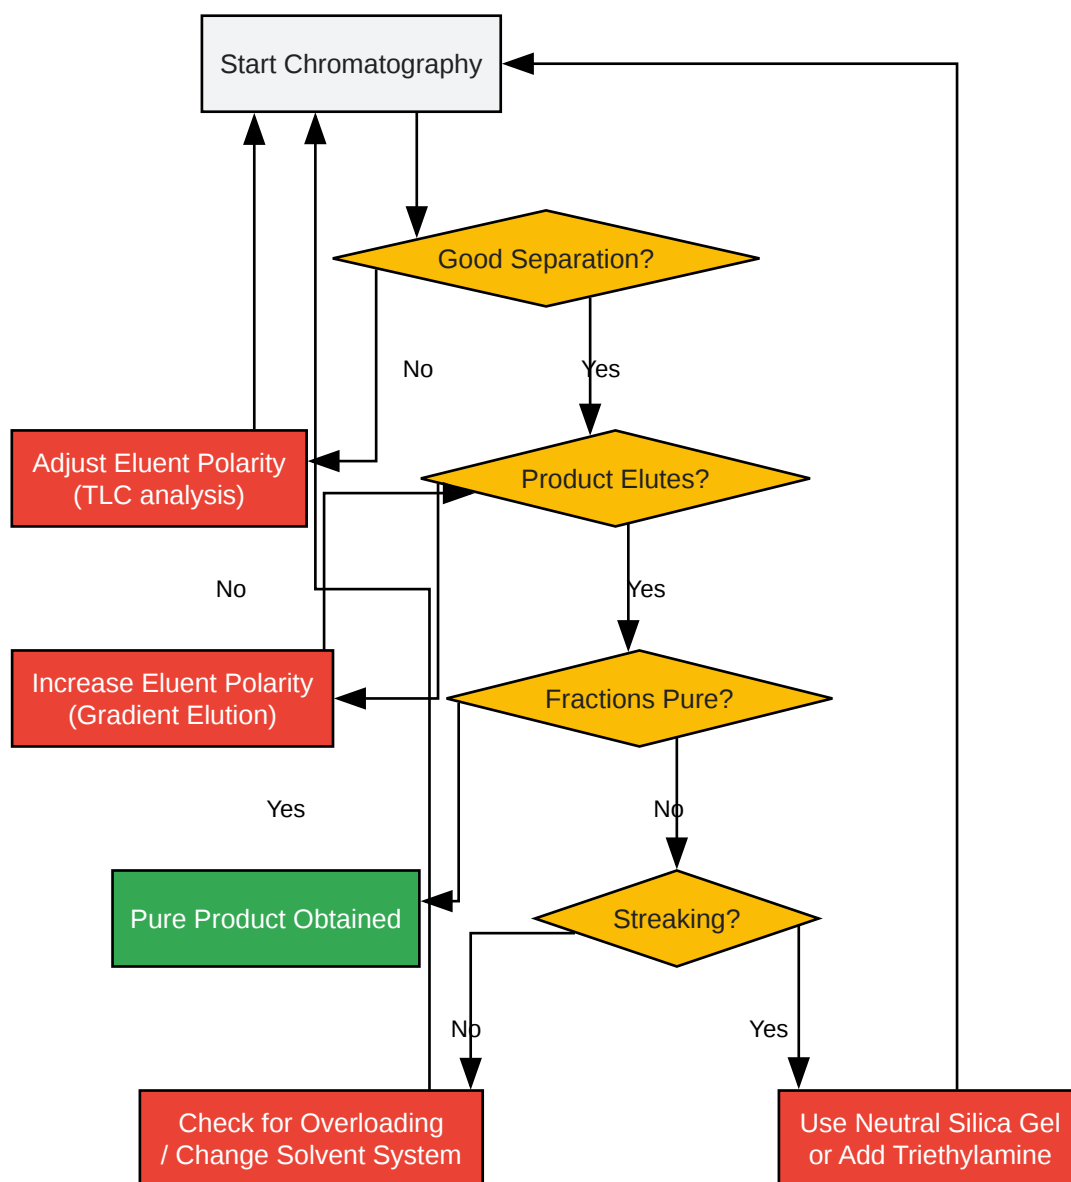 Start Chromatography
Good Separation?
No
Yes
Adjust Eluent Polarity
(TLC analysis)
Product Elutes?
No
Yes
Increase Eluent Polarity
(Gradient Elution)
Fractions Pure?
Yes
No
Pure Product Obtained
Streaking?
No
Yes
Check for Overloading
/ Change Solvent System
Use Neutral Silica Gel
or Add Triethylamine